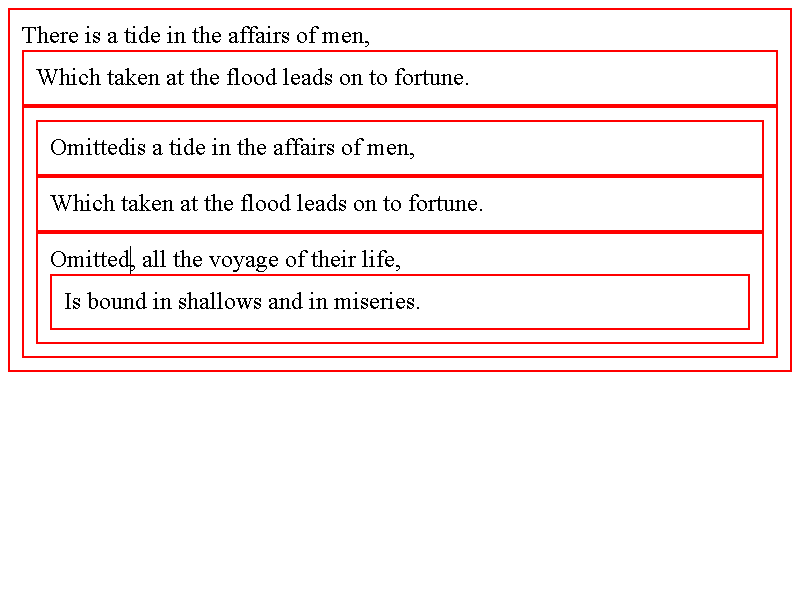 There is a tide in the affairs of men,
Which taken at the flood leads on to fortune.
Omittedis a tide in the affairs of men,
Which taken at the flood leads on to fortune.
Omitted, all the voyage of their life,
Is bound in shallows and in miseries.